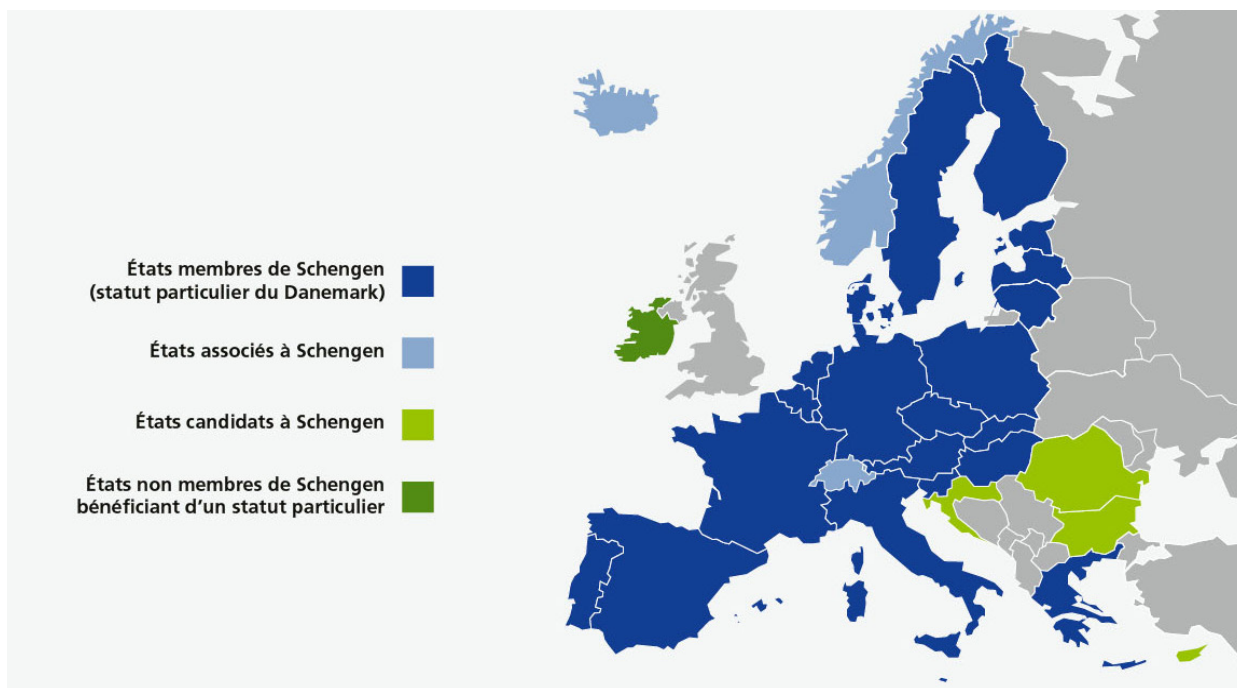 États membres de Schengen
(statut particulier du Danemark)
États associés à Schengen
États candidats à Schengen
États non membres de Schengen
bénéficiant d’un statut particulier